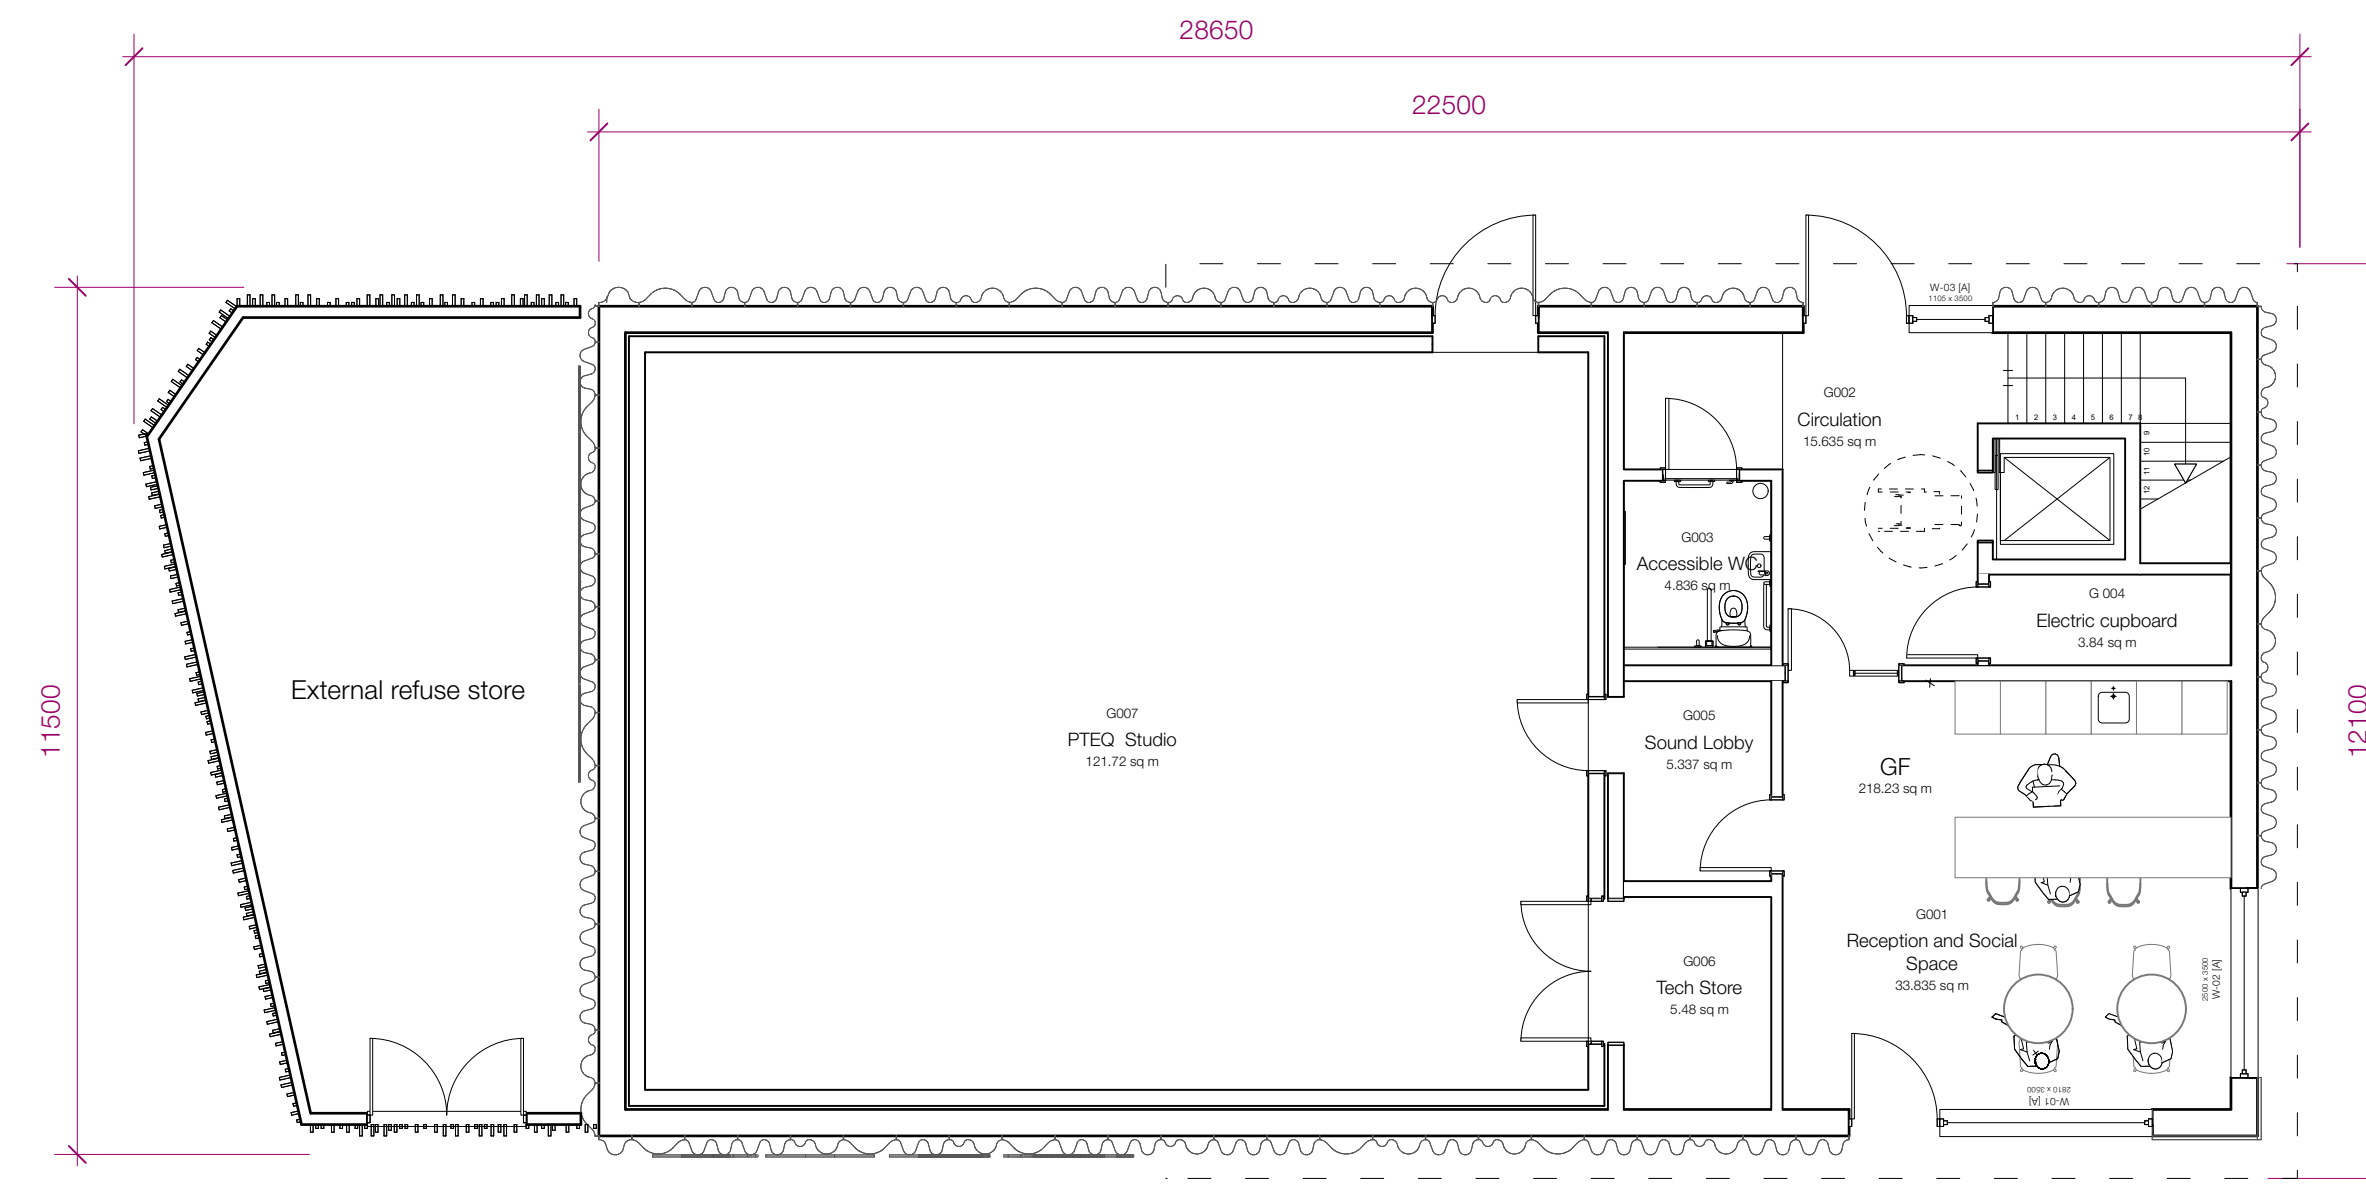 28650
22500
W-03 [A]
1105 x 3500
G002
Circulation
15.635 sq m
1 2 3 4 5 6 7 8
9
10
11
12
G003
Accessible WC
4.836 sq m
G 004
Electric cupboard
3.84 sq m
External refuse store
11500
12100
G007
PTEQ Studio
121.72 sq m
G005
Sound Lobby
5.337 sq m
GF
218.23 sq m
G001
Reception and Social
Space
33.835 sq m
G006
Tech Store
5.48 sq m
2500 x 3500
W-02 [A]
2810 x 3500
W-01 [A]